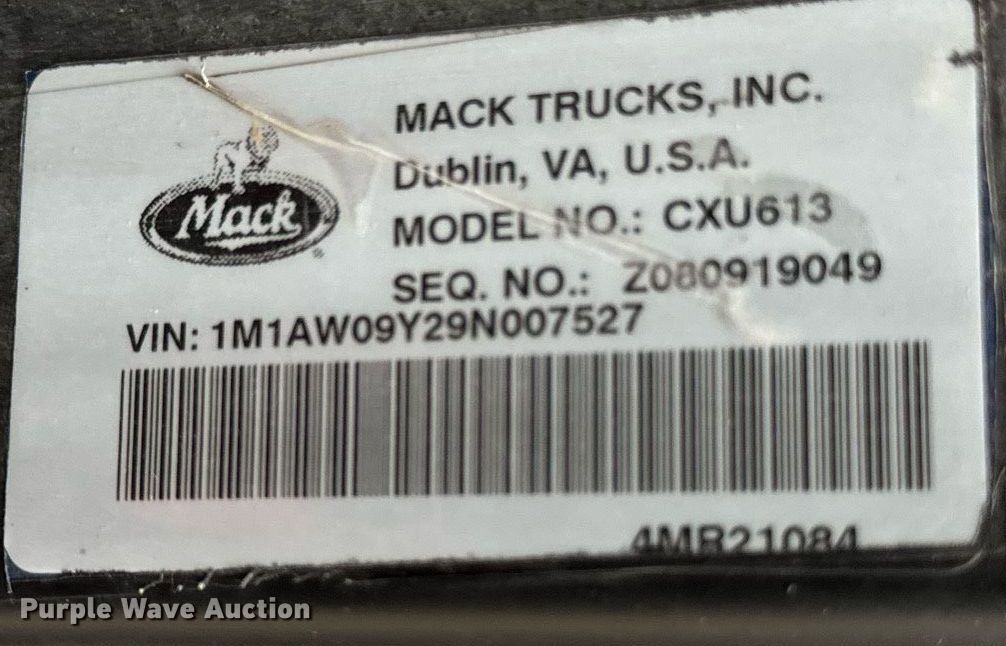 MACK TRUCKS, INC.
Dublin, VA, U.S.A.
Mack
MODEL NO.: CXU613
SEQ. NO.: Z080919049
VIN: 1M1AW09Y29N007527
4MR21084
Purple Wave Auction